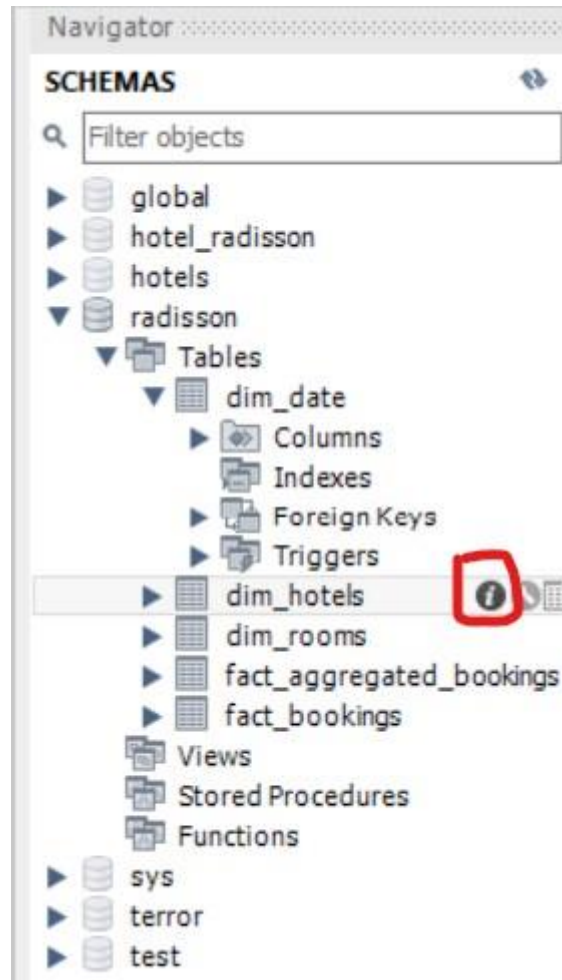 Navigator
SCHEMAS
Filter objects
global
hotel_radisson
hotels
radisson
Tables
dim_date
Columns
Indexes
Foreign Keys
Triggers
dim_hotels
dim_rooms
fact_aggregated_bookings
fact_bookings
Views
Stored Procedures
Functions
sys
terror
test